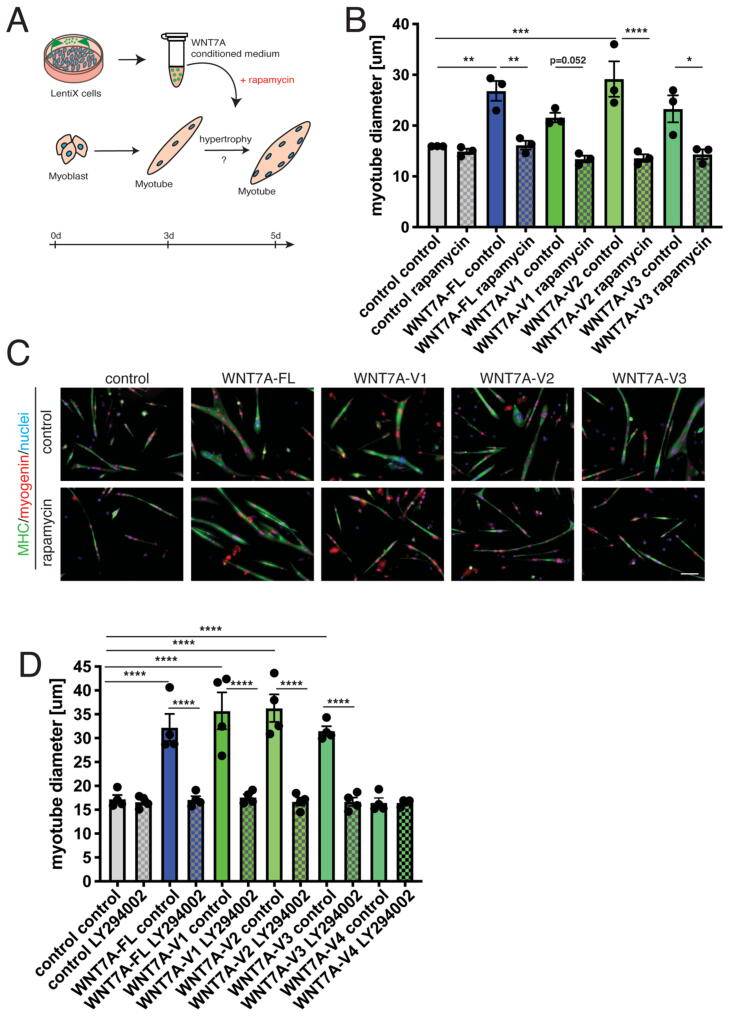 A
LentiX cells
WNT7A
conditioned medium
+ rapamycin
Myoblast
Myotube
hypertrophy
?
Myotube
0d
3d
5d
B
myotube diameter [um]
40
30
20
10
0
***
**
**
p=0.052
****
*
control control
control rapamycin
WNT7A-FL control
WNT7A-FL rapamycin
WNT7A-V1 control
WNT7A-V1 rapamycin
WNT7A-V2 control
WNT7A-V2 rapamycin
WNT7A-V3 control
WNT7A-V3 rapamycin
C
control
WNT7A-FL
WNT7A-V1
WNT7A-V2
WNT7A-V3
MHC/myogenin/nuclei
control
rapamycin
D
myotube diameter [um]
45
40
35
30
25
20
15
10
5
0
****
****
****
****
****
****
****
****
control control
control LY294002
WNT7A-FL control
WNT7A-FL LY294002
WNT7A-V1 control
WNT7A-V1 LY294002
WNT7A-V2 control
WNT7A-V2 LY294002
WNT7A-V3 control
WNT7A-V3 LY294002
WNT7A-V4 control
WNT7A-V4 LY294002